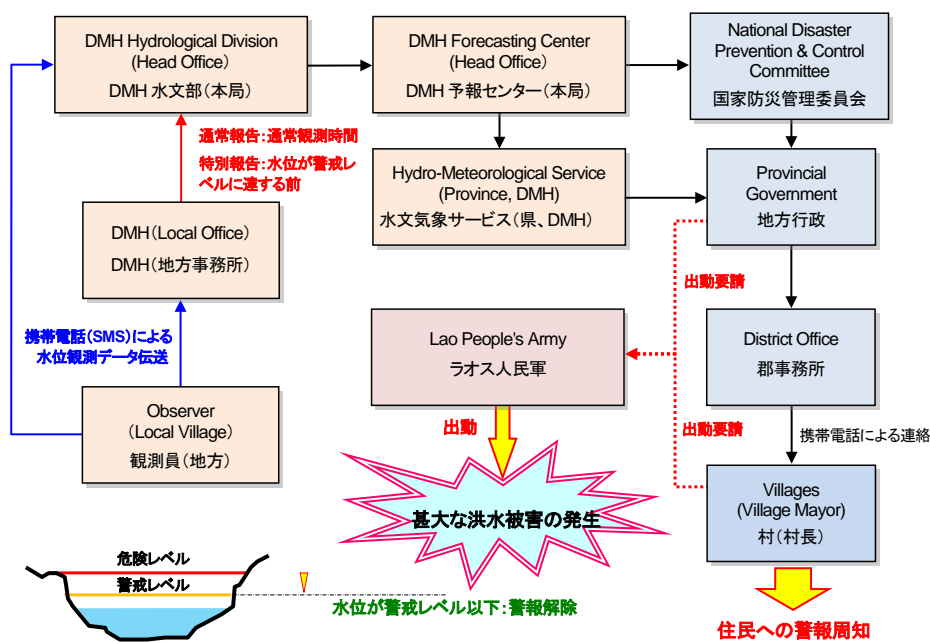 DMH Hydrological Division
(Head Office)
DMH 水文部(本局)
DMH Forecasting Center
(Head Office)
DMH 予報センター(本局)
National Disaster
Prevention & Control
Committee
国家防災管理委員会
通常報告:通常観測時間
特別報告:水位が警戒レ
ベルに達する前
Hydro-Meteorological Service
(Province, DMH)
水文気象サービス(県、DMH)
Provincial
Government
地方行政
DMH(Local Office)
DMH(地方事務所)
出動要請
携帯電話(SMS)による
水位観測データ伝送
Lao People's Army
ラオス人民軍
District Office
郡事務所
Observer
(Local Village)
観測員(地方)
出動
出動要請
携帯電話による連絡
甚大な洪水被害の発生
Villages
(Village Mayor)
村(村長)
危険レベル
警戒レベル
水位が警戒レベル以下:警報解除
住民への警報周知